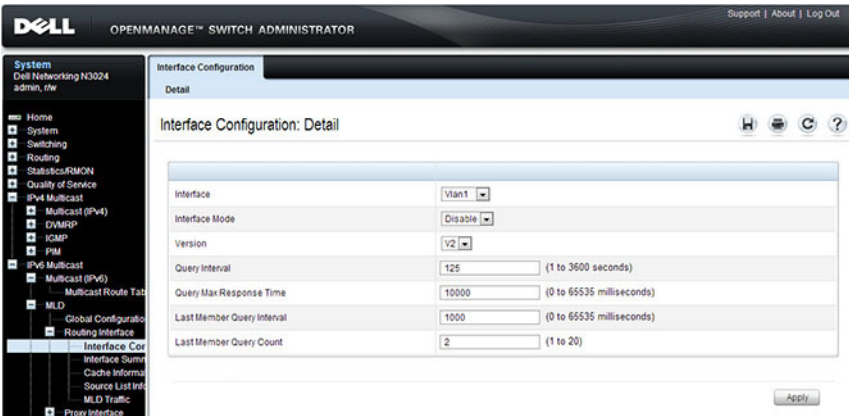 Support | About | Log Out
DELL OPENMANAGE™ SWITCH ADMINISTRATOR
System
Dell Networking N3024
admin, r/w
Home
System
Switching
Routing
Statistics/RMON
Quality of Service
IPv4 Multicast
Multicast (IPv4)
DVMRP
IGMP
PIM
IPv6 Multicast
Multicast (IPv6)
Multicast Route Tab
MLD
Global Configuratio
Routing Interface
Interface Cor
Interface Summ
Cache Informa
Source List Info
MLD Traffic
Proxy Interface
Interface Configuration
Detail
Interface Configuration: Detail
Interface Vlan1
Interface Mode Disable
Version V2
Query Interval 125 (1 to 3600 seconds)
Query Max Response Time 10000 (0 to 65535 milliseconds)
Last Member Query Interval 1000 (0 to 65535 milliseconds)
Last Member Query Count 2 (1 to 20)
Apply